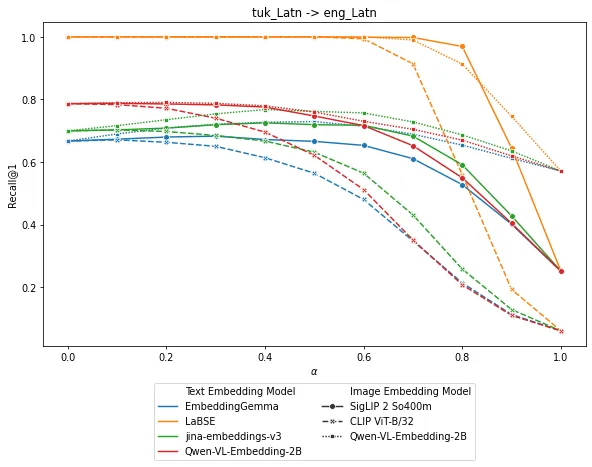 tuk_Latn -> eng_Latn
Recall@1
1.0
0.8
0.6
0.4
0.2
0.0 0.2 0.4 0.6 0.8 1.0
α
Text Embedding Model
EmbeddingGemma
LaBSE
jina-embeddings-v3
Qwen-VL-Embedding-2B
Image Embedding Model
SigLIP 2 So400m
CLIP ViT-B/32
Qwen-VL-Embedding-2B